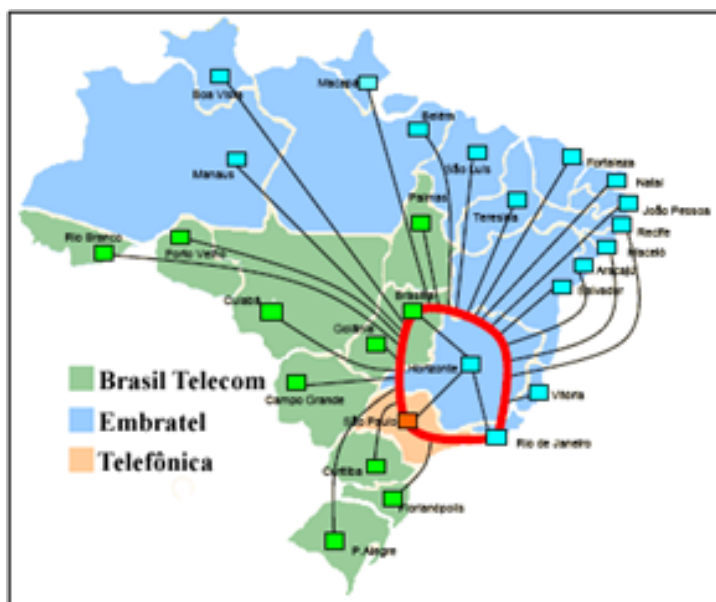 Boa Vista
Macapá
Belém
São Luis
Fortaleza
Manaus
Natal
Teresina
João Pessoa
Palmas
Recife
Rio Branco
Porto Velho
Maceió
Aracaju
Salvador
Cuiabá
Brasília
Goiânia
Horizonte
Campo Grande
Vitória
São Paulo
Rio de Janeiro
Curitiba
Florianópolis
P.Alegre
Brasil Telecom
Embratel
Telefônica